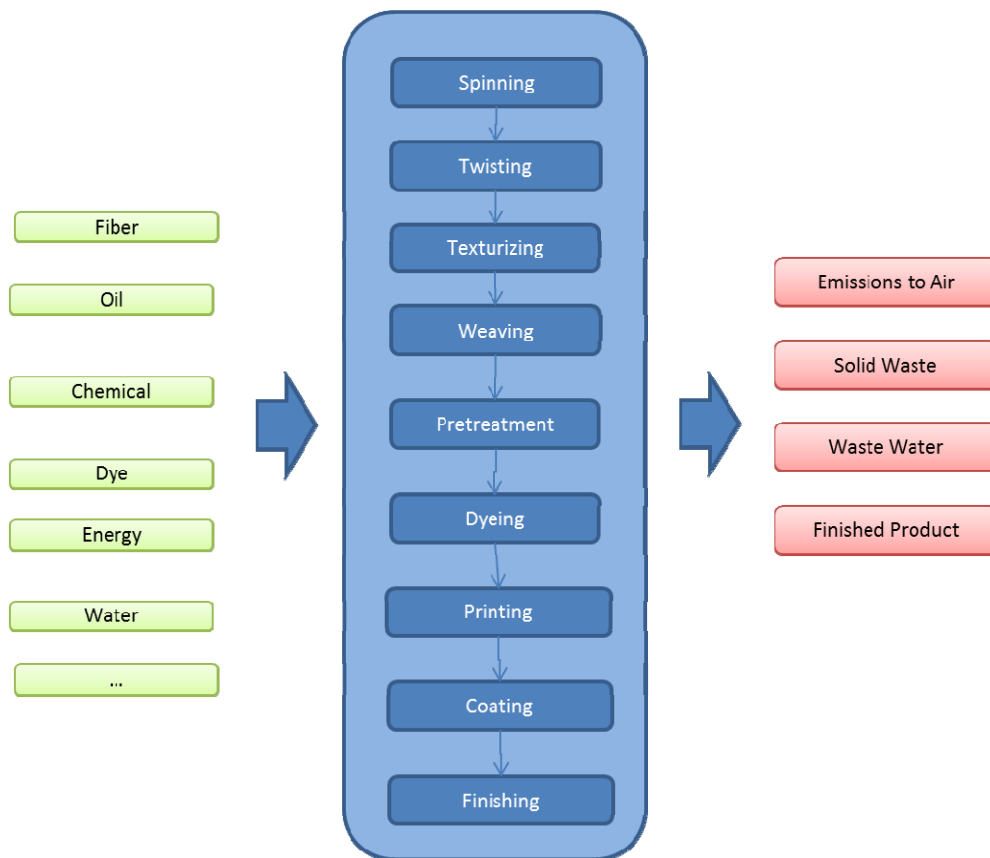 Fiber
Oil
Chemical
Dye
Energy
Water
...
Spinning
Twisting
Texturizing
Weaving
Pretreatment
Dyeing
Printing
Coating
Finishing
Emissions to Air
Solid Waste
Waste Water
Finished Product